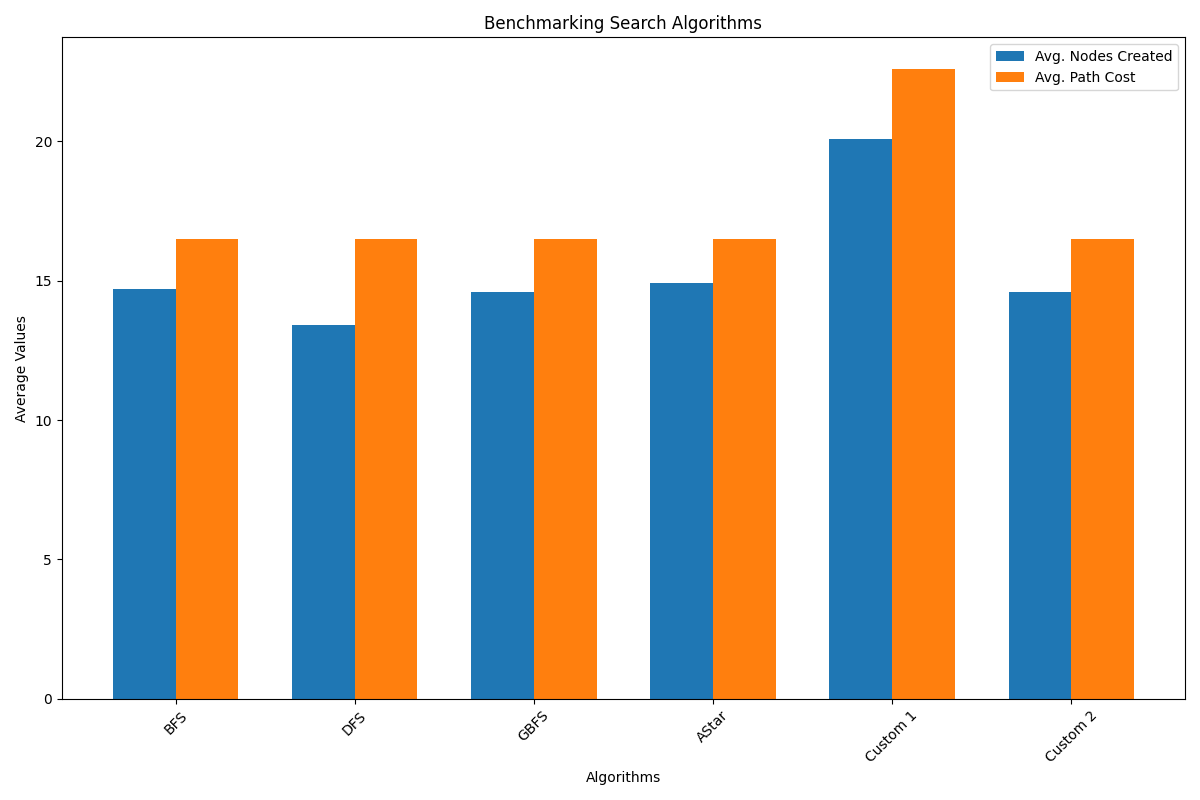 Benchmarking Search Algorithms
Avg. Nodes Created
Avg. Path Cost
20
15
10
5
0
Average Values
BFS
DFS
GBFS
AStar
Custom 1
Custom 2
Algorithms